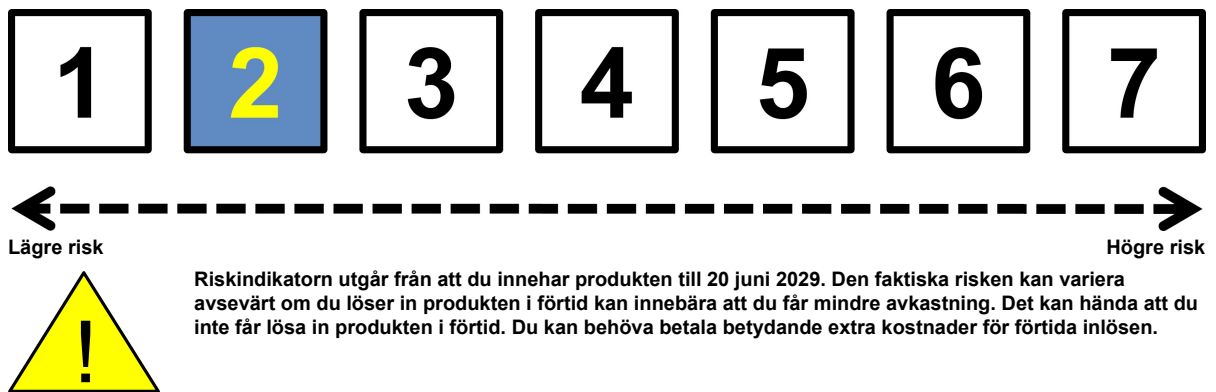 1 2 3 4 5 6 7
Lägre risk Högre risk
Riskindikatorn utgår från att du innehar produkten till 20 juni 2029. Den faktiska risken kan variera
avsevärt om du löser in produkten i förtid kan innebära att du får mindre avkastning. Det kan hända att du
inte får lösa in produkten i förtid. Du kan behöva betala betydande extra kostnader för förtida inlösen.
!